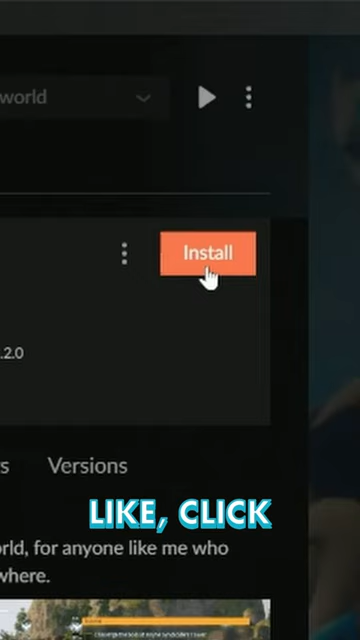 world
Install
.2.0
s
Versions
LIKE, CLICK
orld, for anyone like me who
where.